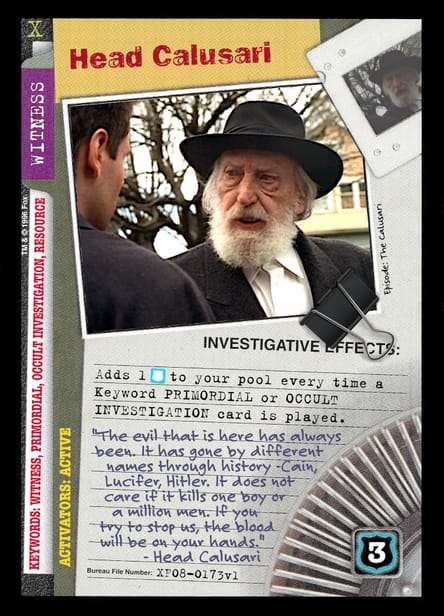 X
Head Calusari
WITNESS
TM & © 1996 Fox
KEYWORDS: WITNESS, PRIMORDIAL, OCCULT INVESTIGATION, RESOURCE
ACTIVATORS: ACTIVE
Episode: The Calusari
INVESTIGATIVE EFFECTS:
Adds 1 to your pool every time a
Keyword PRIMORDIAL or OCCULT
INVESTIGATION card is played.
"The evil that is here has always
been. It has gone by different
names through history -Cain,
Lucifer, Hitler. It does not
care if it kills one boy or
a million men. If you
try to stop us, the blood
will be on your hands."
- Head Calusari
3
Bureau File Number: XF08-0173v1